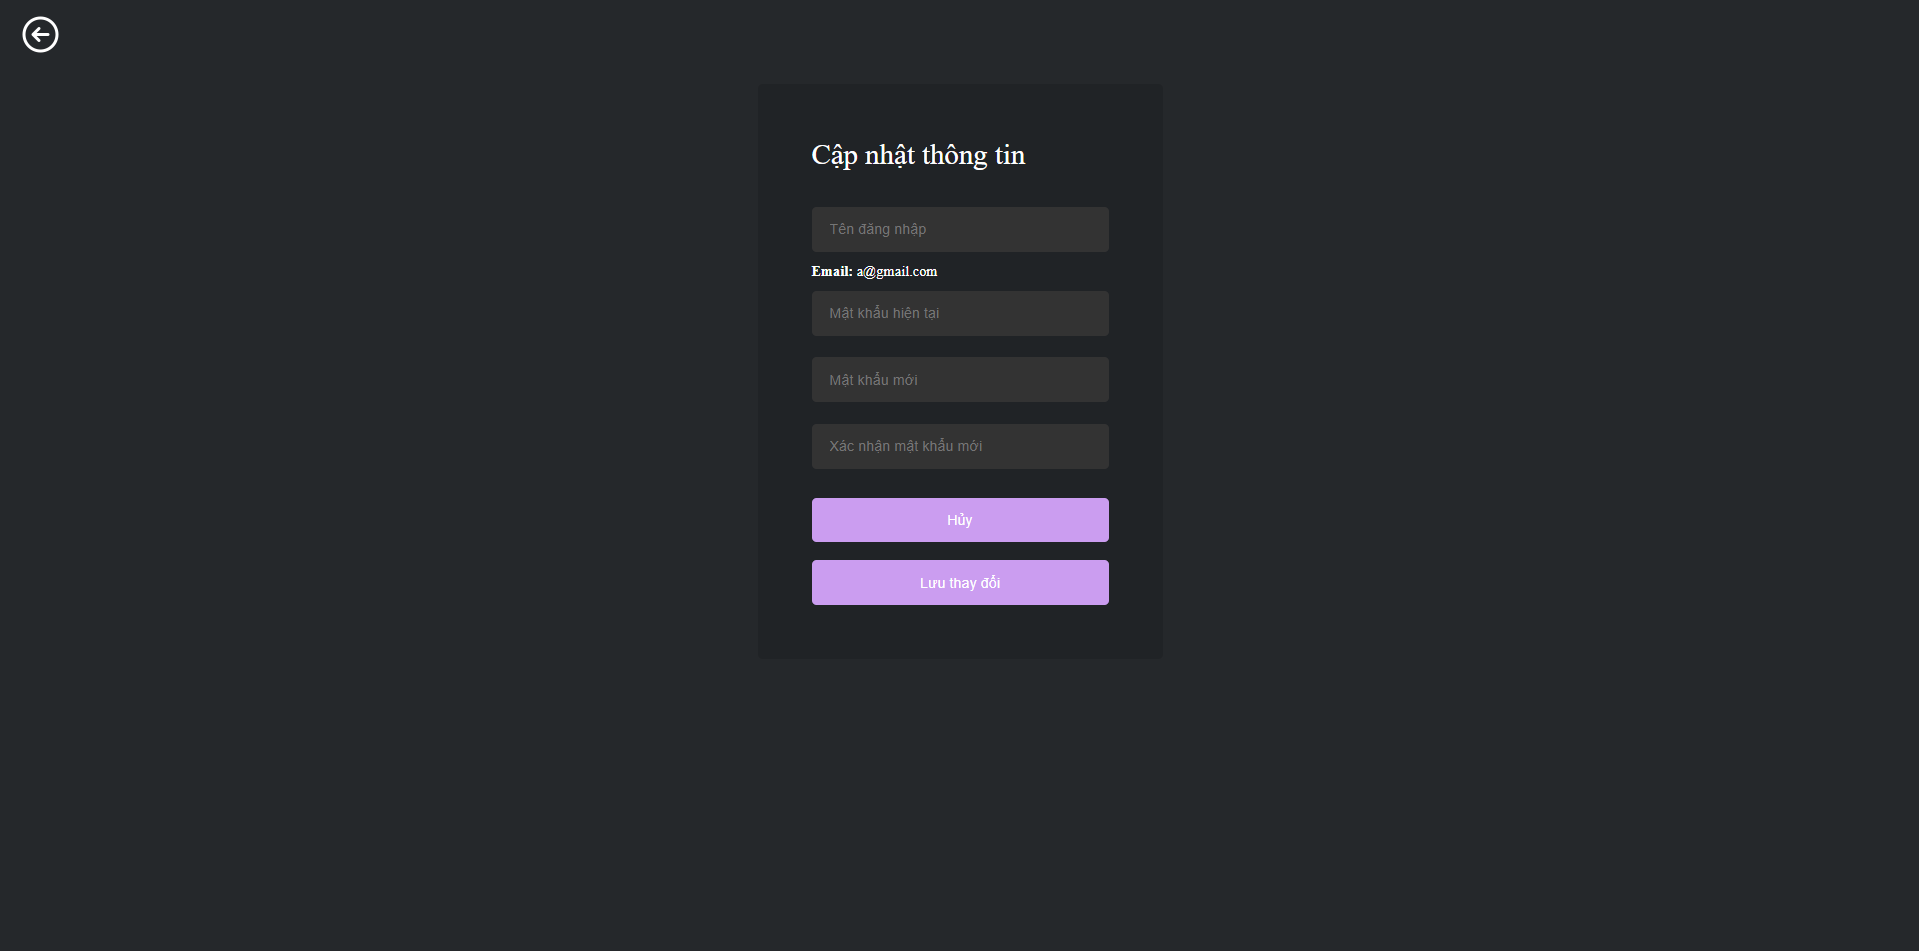 Cập nhật thông tin
Tên đăng nhập
Email: a@gmail.com
Mật khẩu hiện tại
Mật khẩu mới
Xác nhận mật khẩu mới
Hủy
Lưu thay đổi